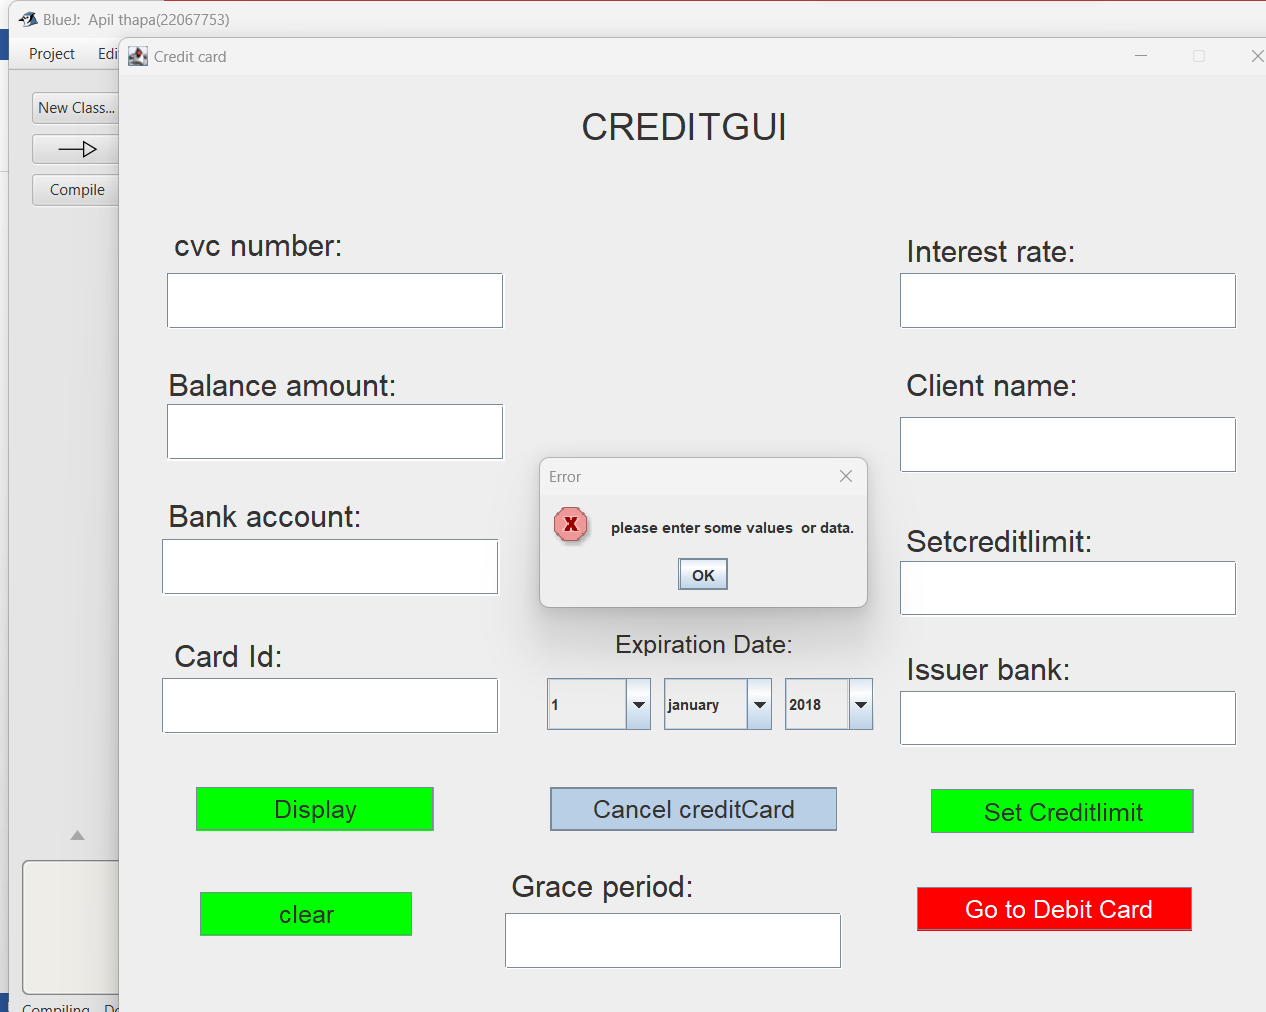 BlueJ: Apil thapa(22067753)
Project Edi
Credit card
New Class...
Compile
CREDITGUI
cvc number:
Interest rate:
Balance amount:
Client name:
Error
please enter some values  or data.
OK
Bank account:
Setcreditlimit:
Expiration Date:
Card Id:
Issuer bank:
1
january
2018
Display
Cancel creditCard
Set Creditlimit
Grace period:
clear
Go to Debit Card
Compiling